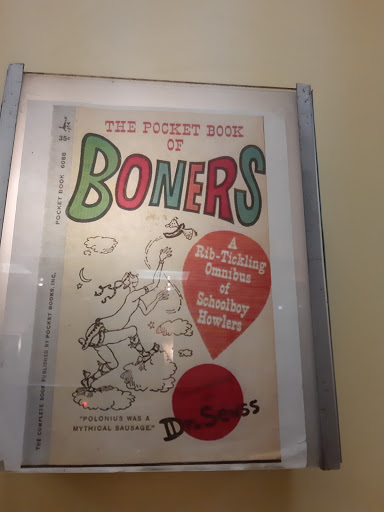 THE POCKET BOOK
OF
BONERS
A
Rib-Tickling
Omnibus
of
Schoolboy
Howlers
"POLONIUS WAS A
MYTHICAL SAUSAGE."
Dr. Seuss
POCKET BOOK 6068
35¢
THE COMPLETE BOOK PUBLISHED BY POCKET BOOKS, INC.